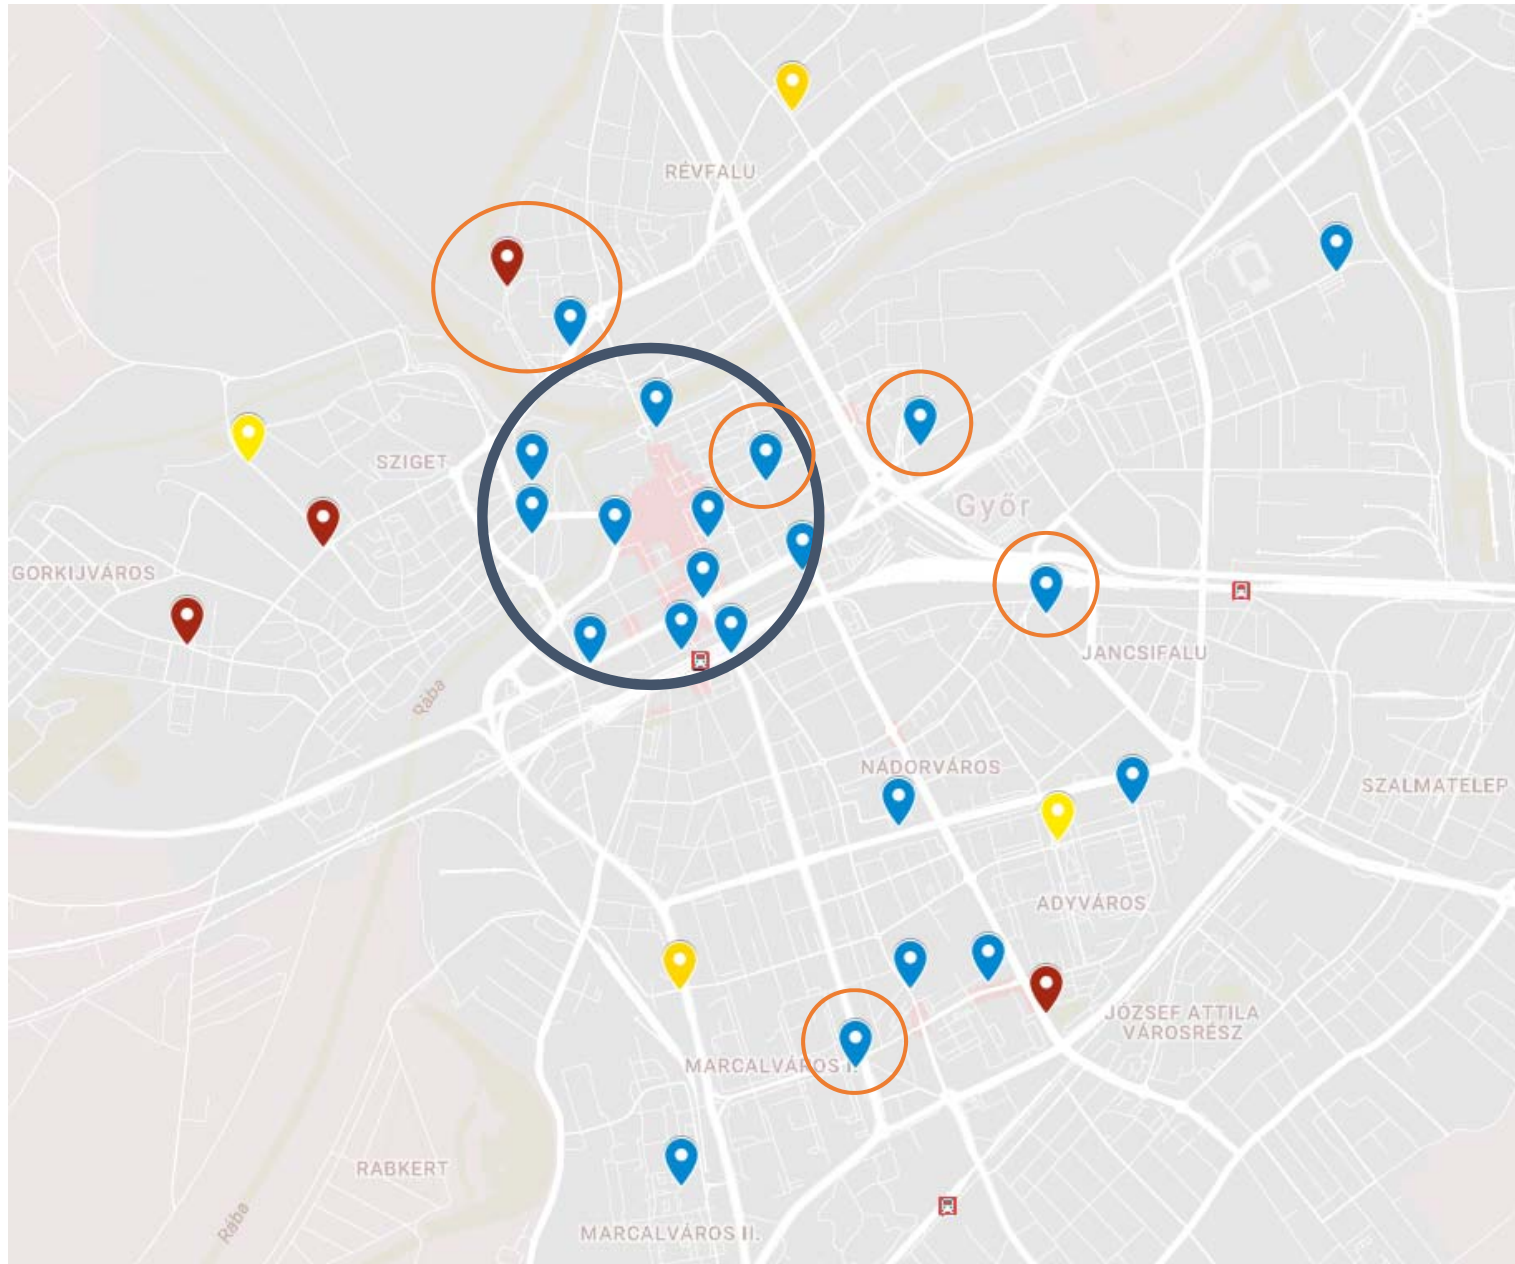 RÉVFALU
SZIGET
Győr
GORKIJVÁROS
JANCSIFALU
Rába
NÁDORVÁROS
SZALMATELEP
ADYVÁROS
JÓZSEF ATTILA
VÁROSRÉSZ
MARCALVÁROS I.
RABKERT
Rába
MARCALVÁROS II.